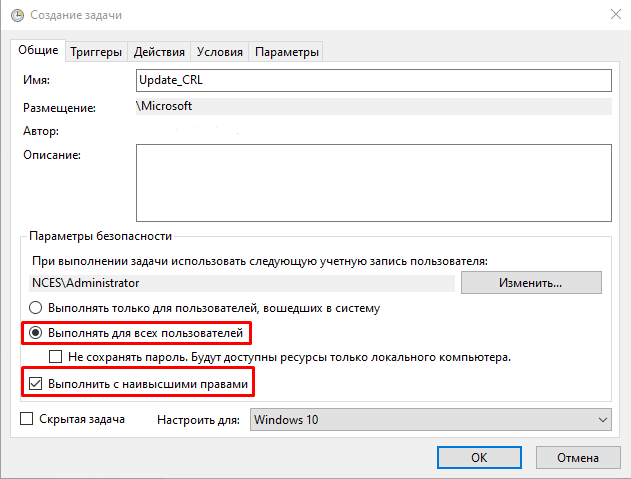 Создание задачи
Общие Триггеры Действия Условия Параметры
Имя: Update_CRL
Размещение: \Microsoft
Автор:
Описание:
Параметры безопасности
При выполнении задачи использовать следующую учетную запись пользователя:
NCES\Administrator Изменить...
Выполнять только для пользователей, вошедших в систему
Выполнять для всех пользователей
Не сохранять пароль. Будут доступны ресурсы только локального компьютера.
Выполнить с наивысшими правами
Скрытая задача Настроить для: Windows 10
OK Отмена